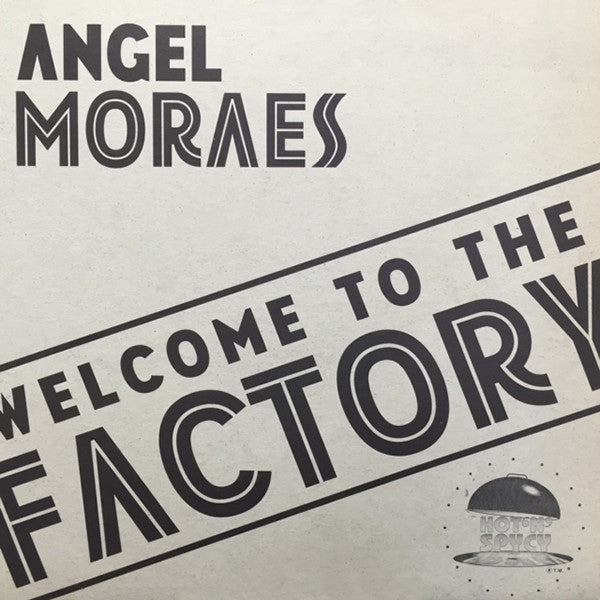 ANGEL
MORAES
WELCOME TO THE
FACTORY
HOT 'N'
SPYCY
® T.M.